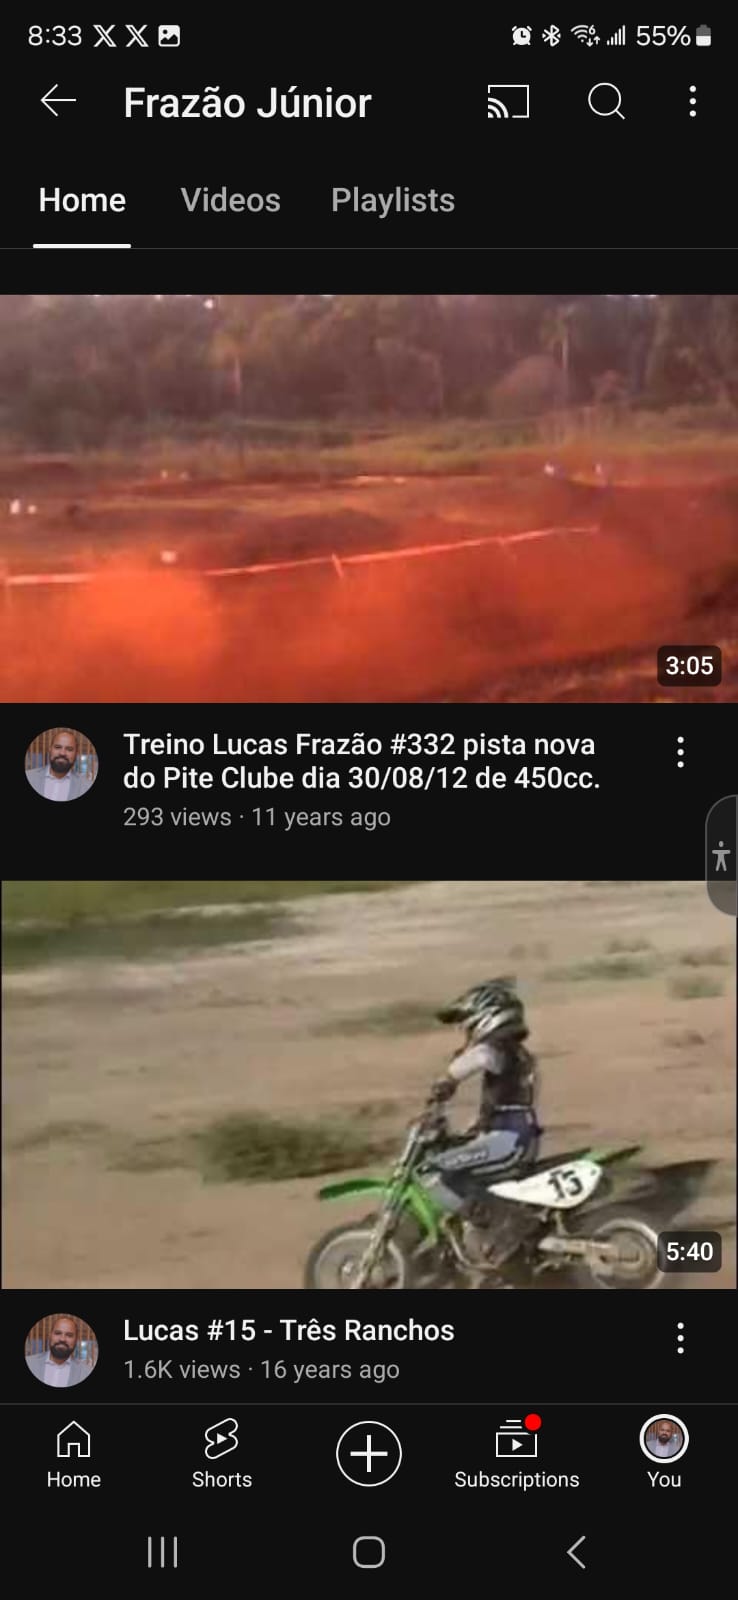 8:33 55%
Frazão Júnior
Home Videos Playlists
3:05
Treino Lucas Frazão #332 pista nova
do Pite Clube dia 30/08/12 de 450cc.
293 views · 11 years ago
15
5:40
Lucas #15 - Três Ranchos
1.6K views · 16 years ago
Home Shorts Subscriptions You